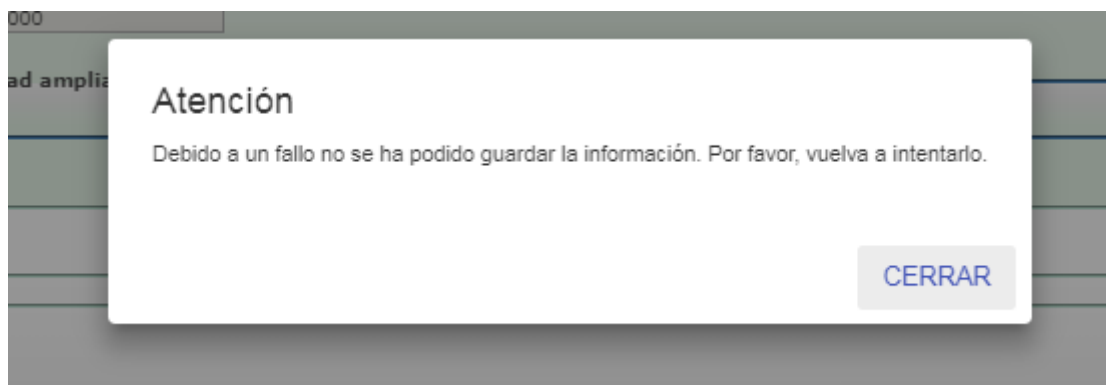 000
ad amplia
Atención
Debido a un fallo no se ha podido guardar la información. Por favor, vuelva a intentarlo.
CERRAR